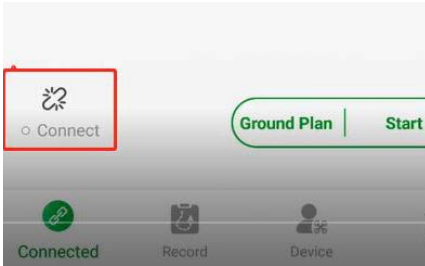 Connect
Ground Plan
Start
Connected
Record
Device